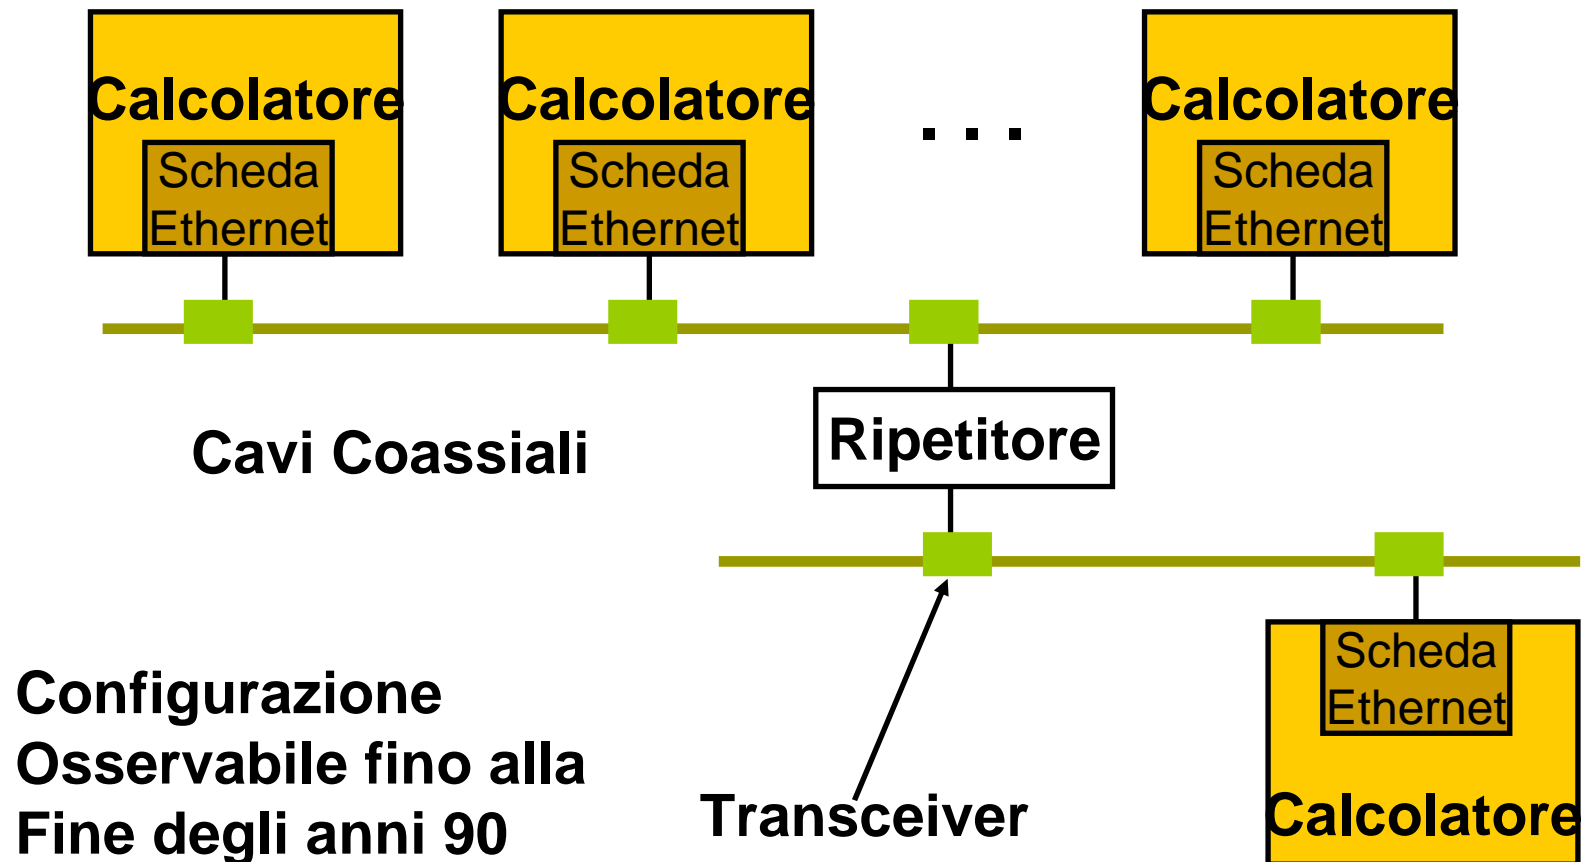 Calcolatore
Scheda
Ethernet
Calcolatore
Scheda
Ethernet
. . .
Calcolatore
Scheda
Ethernet
Cavi Coassiali
Ripetitore
Configurazione
Osservabile fino alla
Fine degli anni 90
Transceiver
Scheda
Ethernet
Calcolatore